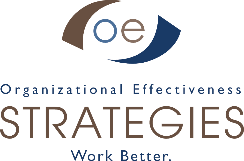 oe
Organizational Effectiveness
STRATEGIES
Work Better.